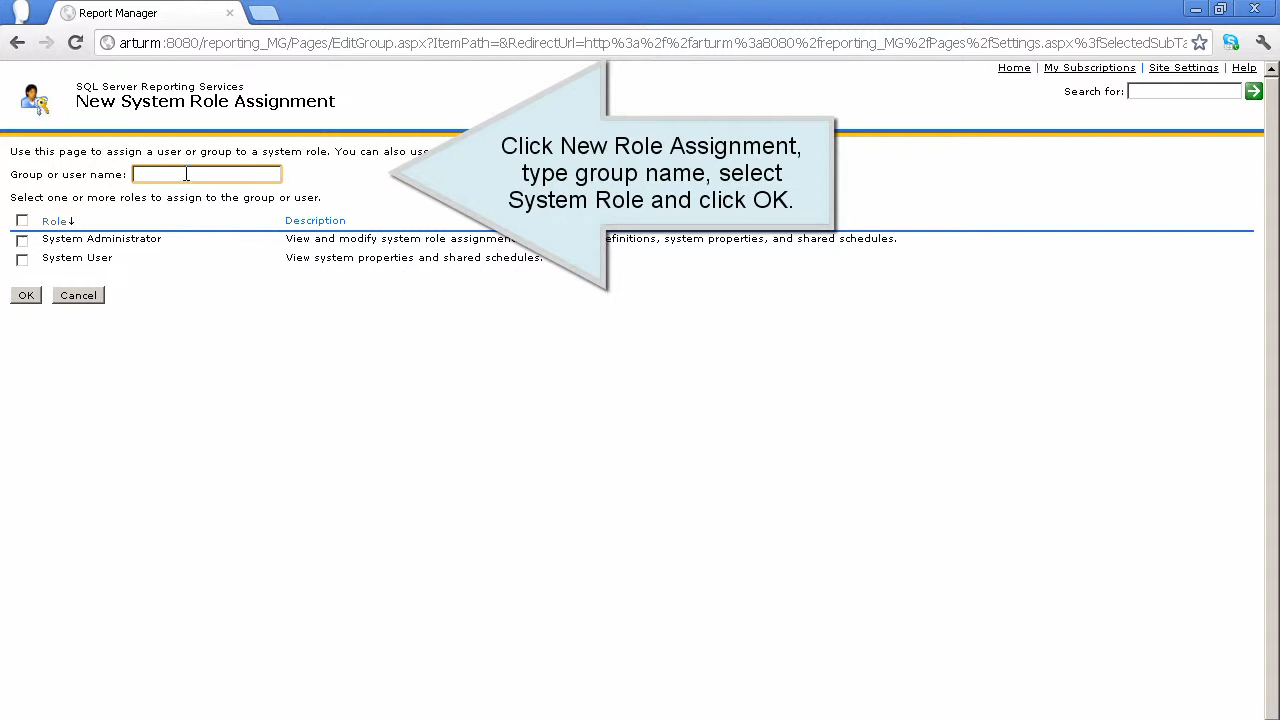 Report Manager
arturm:8080/reporting_MG/Pages/EditGroup.aspx?ItemPath=&RedirectUrl=http%3a%2f%2farturm%3a8080%2freporting_MG%2fPages%2fSettings.aspx%3fSelectedSubTa
Home | My Subscriptions | Site Settings | Help
SQL Server Reporting Services
New System Role Assignment
Search for:
Use this page to assign a user or group to a system role. You can also use
Group or user name:
Select one or more roles to assign to the group or user.
Click New Role Assignment,
type group name, select
System Role and click OK.
Role↓ Description
System Administrator View and modify system role assignment efinitions, system properties, and shared schedules.
System User View system properties and shared schedules.
OK Cancel